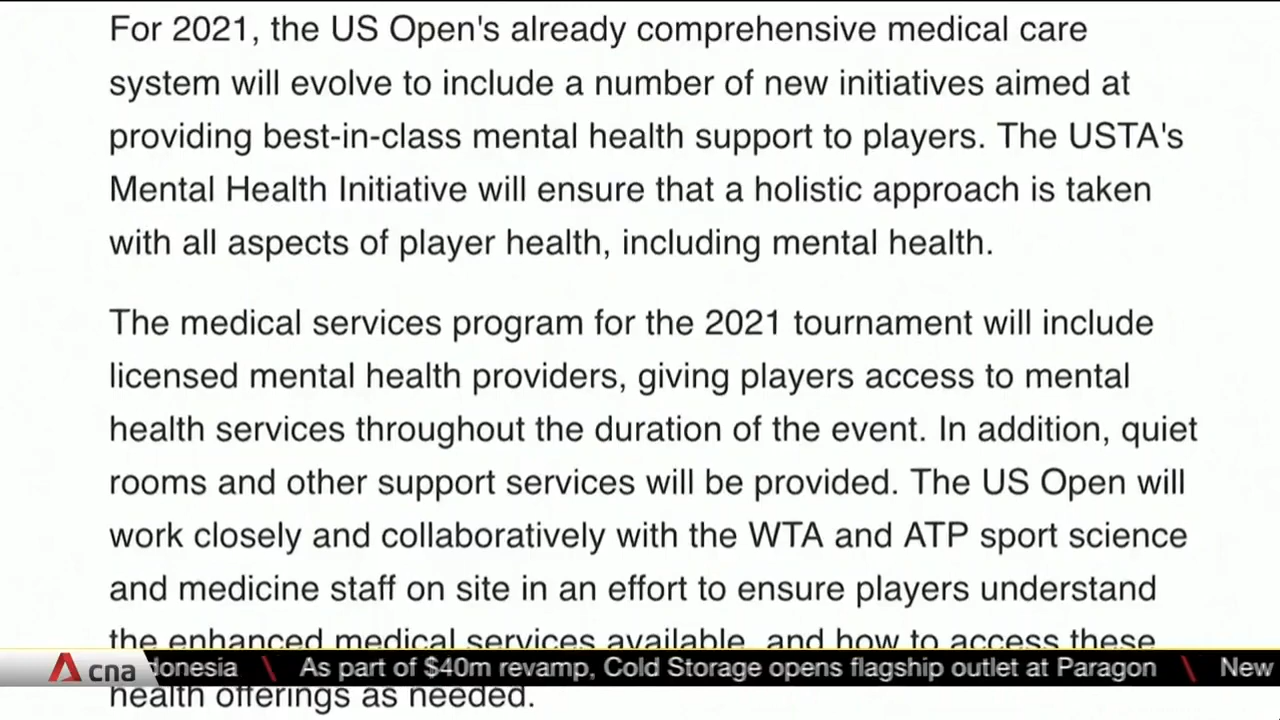 For 2021, the US Open's already comprehensive medical care
system will evolve to include a number of new initiatives aimed at
providing best-in-class mental health support to players. The USTA's
Mental Health Initiative will ensure that a holistic approach is taken
with all aspects of player health, including mental health.
The medical services program for the 2021 tournament will include
licensed mental health providers, giving players access to mental
health services throughout the duration of the event. In addition, quiet
rooms and other support services will be provided. The US Open will
work closely and collaboratively with the WTA and ATP sport science
and medicine staff on site in an effort to ensure players understand
the enhanced medical services available, and how to access these
cna donesia \ As part of $40m revamp, Cold Storage opens flagship outlet at Paragon \ New
health offerings as needed.